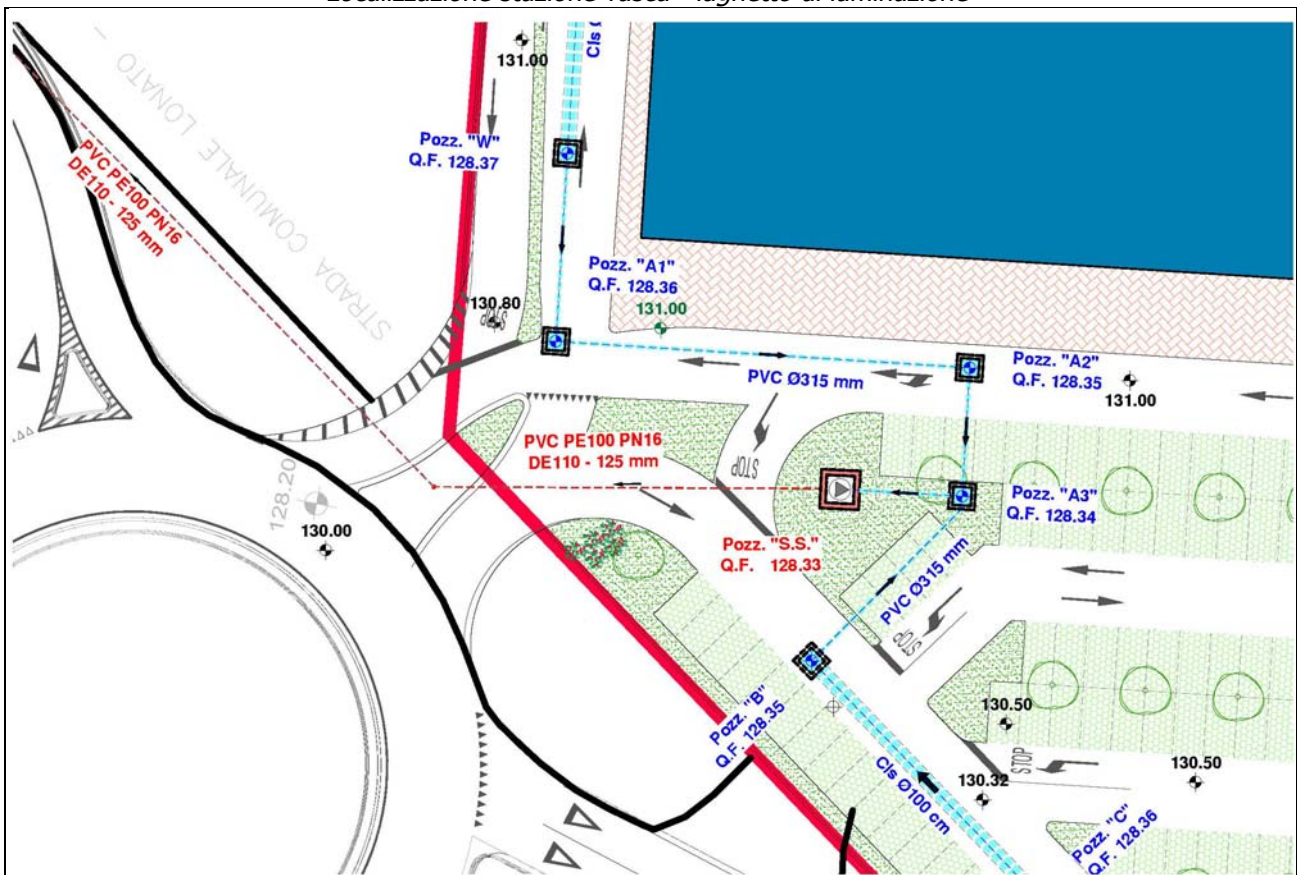 Localizzazione stazione vasca - laghetto di laminazione
131.00
Cls Ø
STRADA COMUNALE LONATO –
PVC PE100 PN16
DE110 - 125 mm
Pozz. "W"
Q.F. 128.37
Pozz. "A1"
Q.F. 128.36
131.00
130.80
STOP
PVC Ø315 mm
Pozz. "A2"
Q.F. 128.35
131.00
PVC PE100 PN16
DE110 - 125 mm
STOP
128.20
130.00
Pozz. "A3"
Q.F. 128.34
Pozz. "S.S."
Q.F. 128.33
PVC Ø315 mm
STOP
Pozz. "B"
Q.F. 128.35
130.50
STOP
130.50
130.32
Cls Ø100 cm
Pozz. "C"
Q.F. 128.36